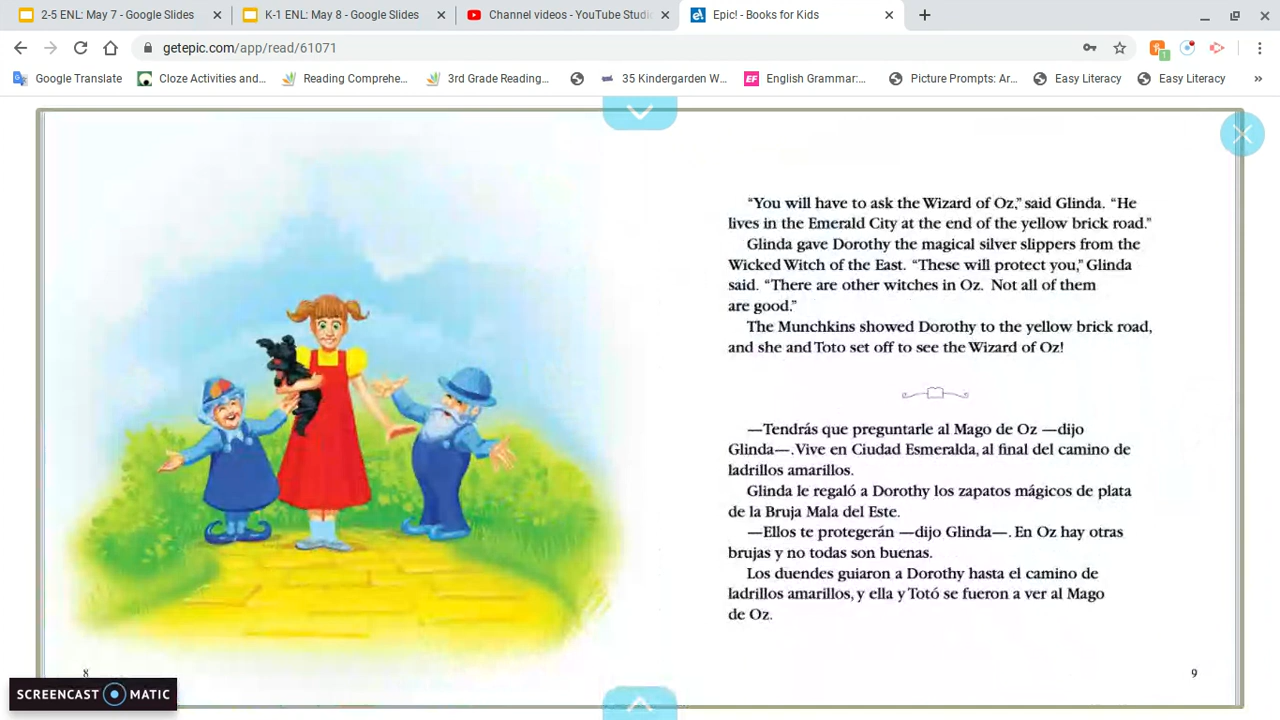 2-5 ENL: May 7 - Google Slides
K-1 ENL: May 8 - Google Slides
Channel videos - YouTube Studi
Epic! - Books for Kids
getepic.com/app/read/61071
1
Google Translate
Cloze Activities and...
Reading Comprehe...
3rd Grade Reading...
35 Kindergarden W...
EF
English Grammar:...
Picture Prompts: Ar...
Easy Literacy
Easy Literacy
»
“You will have to ask the Wizard of Oz,” said Glinda. “He
lives in the Emerald City at the end of the yellow brick road.”
Glinda gave Dorothy the magical silver slippers from the
Wicked Witch of the East. “These will protect you,” Glinda
said. “There are other witches in Oz. Not all of them
are good.”
The Munchkins showed Dorothy to the yellow brick road,
and she and Toto set off to see the Wizard of Oz!
—Tendrás que preguntarle al Mago de Oz —dijo
Glinda—. Vive en Ciudad Esmeralda, al final del camino de
ladrillos amarillos.
Glinda le regaló a Dorothy los zapatos mágicos de plata
de la Bruja Mala del Este.
—Ellos te protegerán —dijo Glinda—. En Oz hay otras
brujas y no todas son buenas.
Los duendes guiaron a Dorothy hasta el camino de
ladrillos amarillos, y ella y Totó se fueron a ver al Mago
de Oz.
8
9
SCREENCAST MATIC